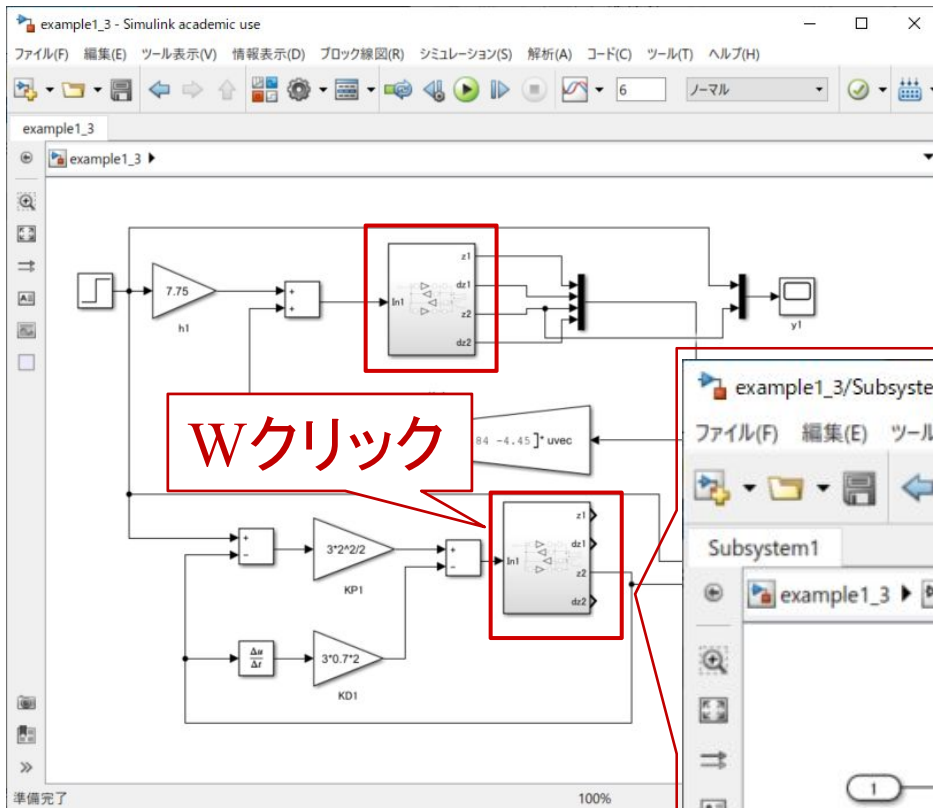 example1_3 - Simulink academic use
ファイル(F) 編集(E) ツール表示(V) 情報表示(D) ブロック線図(R) シミュレーション(S) 解析(A) コード(C) ツール(T) ヘルプ(H)
6 ノーマル
example1_3
example1_3
7.75
h1
+
+
In1
z1
dz1
z2
dz2
y1
84 -4.45 ]* uvec
Wクリック
+
−
3*2^2/2
KP1
+
−
In1
z1
dz1
z2
dz2
Δu
Δt
3*0.7*2
KD1
準備完了 100%
example1_3/Subsyste
ファイル(F) 編集(E) ツール
Subsystem1
example1_3
1